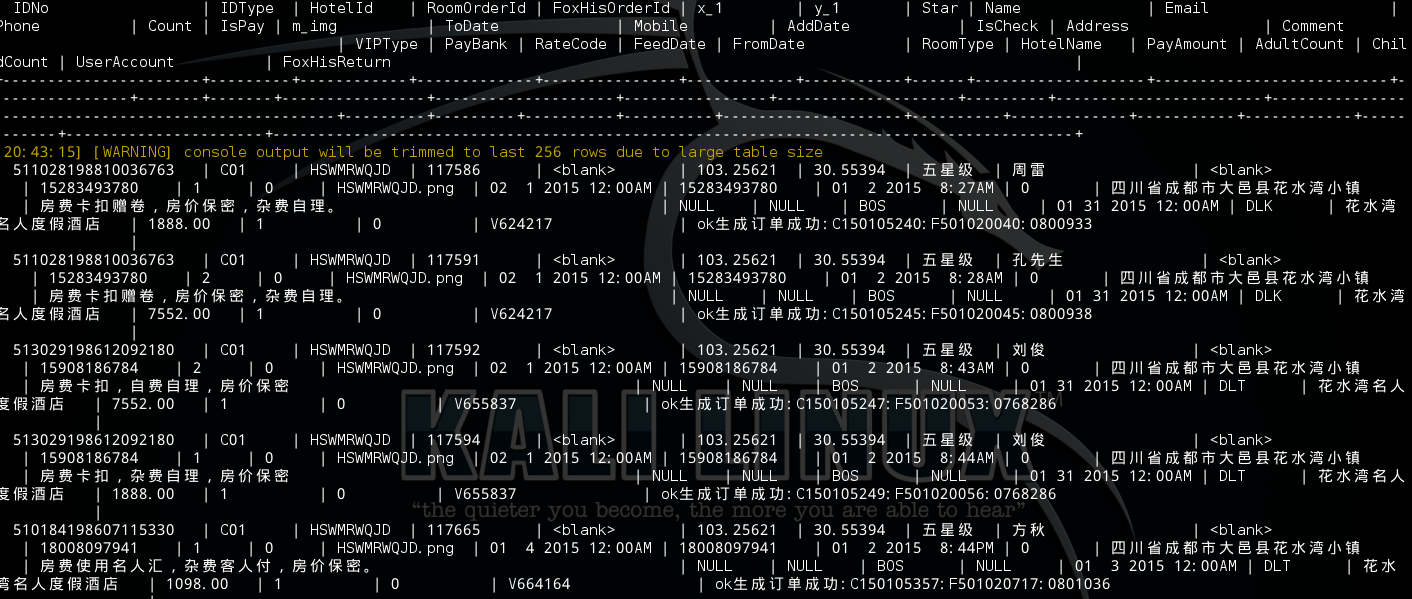 IDNo | IDType | HotelId | RoomOrderId | FoxHisOrderId | x_1 | y_1 | Star | Name | Email |
Phone | Count | IsPay | m_img | ToDate | Mobile | AddDate | IsCheck | Address | Comment
| VIPType | PayBank | RateCode | FeedDate | FromDate | RoomType | HotelName | PayAmount | AdultCount | Chil
dCount | UserAccount | FoxHisReturn |
20:43:15] [WARNING] console output will be trimmed to last 256 rows due to large table size
511028198810036763 | C01 | HSWMRWQJD | 117586 | <blank> | 103.25621 | 30.55394 | 五星级 | 周雷 | <blank>
| 15283493780 | 1 | 0 | HSWMRWQJD.png | 02 1 2015 12:00AM | 15283493780 | 01 2 2015 8:27AM | 0 | 四川省成都市大邑县花水湾小镇
| 房费卡扣赠卷，房价保密，杂费自理。 | NULL | NULL | BOS | NULL | 01 31 2015 12:00AM | DLK | 花水湾
名人度假酒店 | 1888.00 | 1 | 0 | V624217 | ok生成订单成功:C150105240:F501020040:0800933
|
511028198810036763 | C01 | HSWMRWQJD | 117591 | <blank> | 103.25621 | 30.55394 | 五星级 | 孔先生 | <blank>
| 15283493780 | 2 | 0 | HSWMRWQJD.png | 02 1 2015 12:00AM | 15283493780 | 01 2 2015 8:28AM | 0 | 四川省成都市大邑县花水湾小镇
| 房费卡扣赠卷，房价保密，杂费自理。 | NULL | NULL | BOS | NULL | 01 31 2015 12:00AM | DLK | 花水湾
名人度假酒店 | 7552.00 | 1 | 0 | V624217 | ok生成订单成功:C150105245:F501020045:0800938
|
513029198612092180 | C01 | HSWMRWQJD | 117592 | <blank> | 103.25621 | 30.55394 | 五星级 | 刘俊 | <blank>
| 15908186784 | 2 | 0 | HSWMRWQJD.png | 02 1 2015 12:00AM | 15908186784 | 01 2 2015 8:43AM | 0 | 四川省成都市大邑县花水湾小镇
| 房费卡扣，自费自理，房价保密 | NULL | NULL | BOS | NULL | 01 31 2015 12:00AM | DLT | 花水湾名人
度假酒店 | 7552.00 | 1 | 0 | V655837 | ok生成订单成功:C150105247:F501020053:0768286
|
513029198612092180 | C01 | HSWMRWQJD | 117594 | <blank> | 103.25621 | 30.55394 | 五星级 | 刘俊 | <blank>
| 15908186784 | 1 | 0 | HSWMRWQJD.png | 02 1 2015 12:00AM | 15908186784 | 01 2 2015 8:44AM | 0 | 四川省成都市大邑县花水湾小镇
| 房费卡扣，杂费自理，房价保密 | NULL | NULL | BOS | NULL | 01 31 2015 12:00AM | DLT | 花水湾名人
度假酒店 | 1888.00 | 1 | 0 | V655837 | ok生成订单成功:C150105249:F501020056:0768286
|
510184198607115330 | C01 | HSWMRWQJD | 117665 | <blank> | 103.25621 | 30.55394 | 五星级 | 方秋 | <blank>
| 18008097941 | 1 | 0 | HSWMRWQJD.png | 01 4 2015 12:00AM | 18008097941 | 01 2 2015 8:44PM | 0 | 四川省成都市大邑县花水湾小镇
| 房费使用名人汇，杂费客人付，房价保密。 | NULL | NULL | BOS | NULL | 01 3 2015 12:00AM | DLT | 花水
湾名人度假酒店 | 1098.00 | 1 | 0 | V664164 | ok生成订单成功:C150105357:F501020717:0801036
KALI LINUX TM
“the quieter you become, the more you are able to hear”